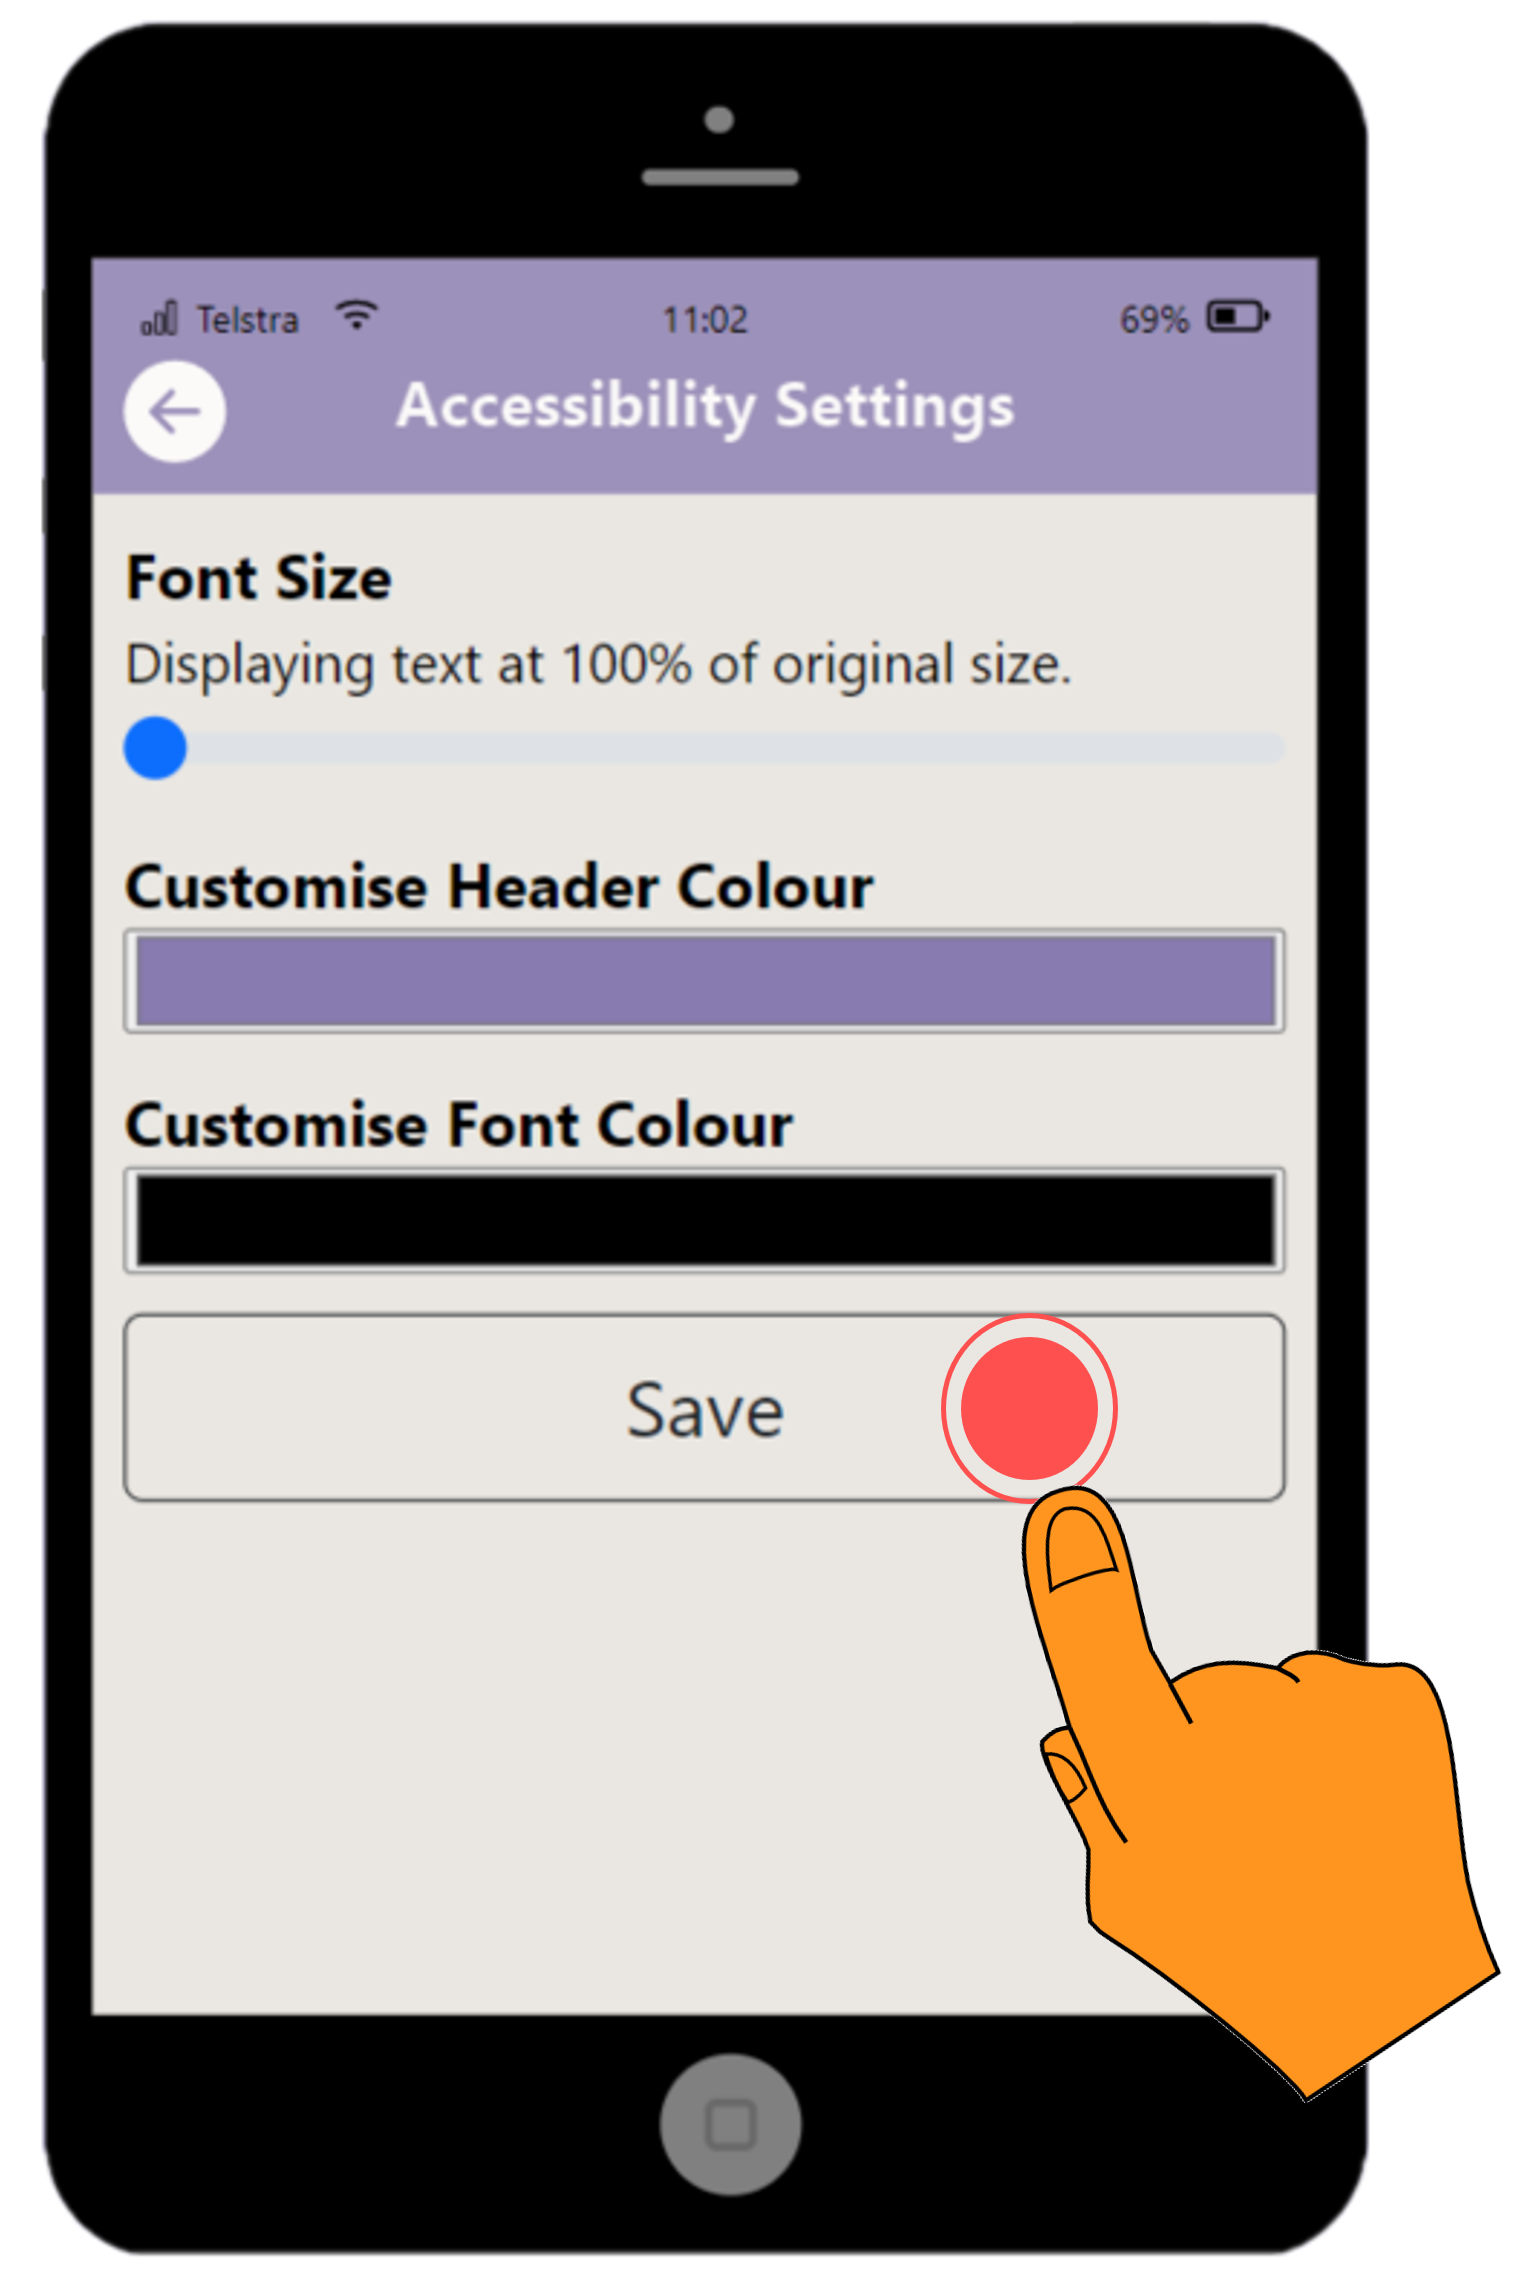 Telstra 11:02 69%
Accessibility Settings
Font Size
Displaying text at 100% of original size.
Customise Header Colour
Customise Font Colour
Save